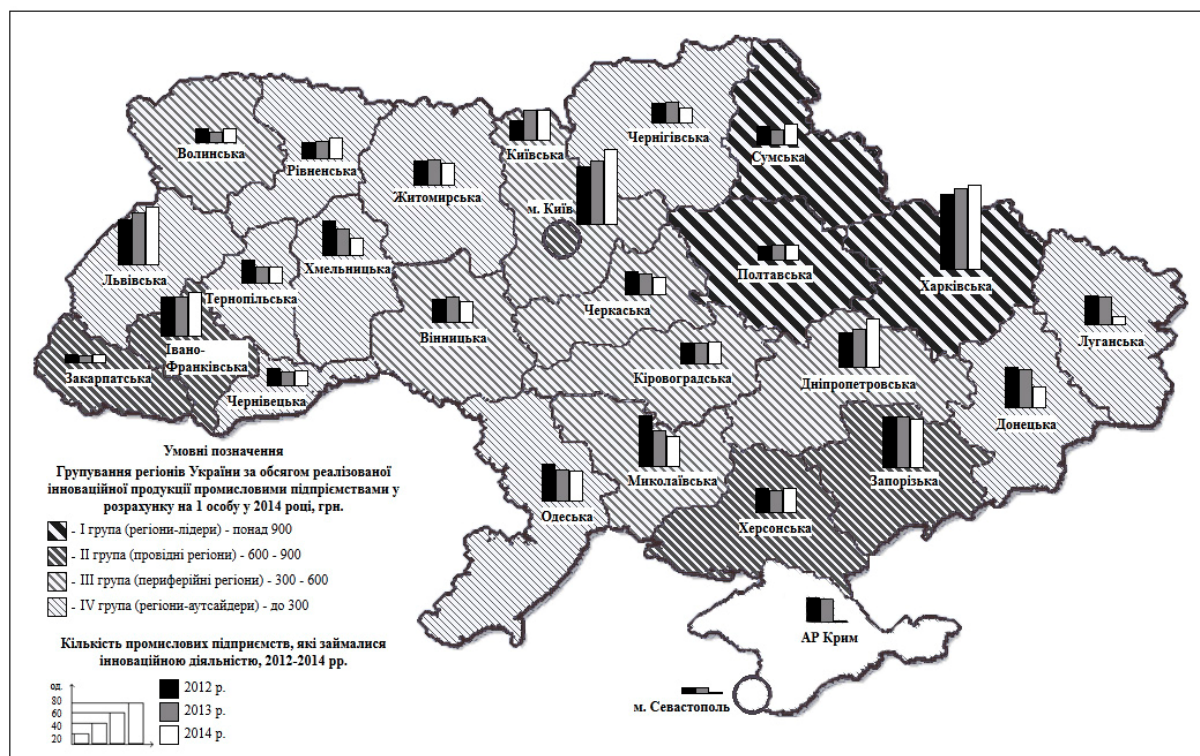 Чернігівська
Сумська
Київська
Волинська
Рівненська
Житомирська
м. Київ
Львівська
Хмельницька
Тернопільська
Полтавська
Харківська
Черкаська
Вінницька
Луганська
Івано-
Франківська
Закарпатська
Кіровоградська
Дніпропетровська
Чернівецька
Донецька
Миколаївська
Запорізька
Одеська
Херсонська
АР Крим
м. Севастополь
Умовні позначення
Групування регіонів України за обсягом реалізованої
інноваційної продукції промисловими підприємствами у
розрахунку на 1 особу у 2014 році, грн.
- I група (регіони-лідери) - понад 900
- II група (провідні регіони) - 600 - 900
- III група (периферійні регіони) - 300 - 600
- IV група (регіони-аутсайдери) - до 300
Кількість промислових підприємств, які займалися
інноваційною діяльністю, 2012-2014 рр.
од.
80
60
40
20
2012 р.
2013 р.
2014 р.